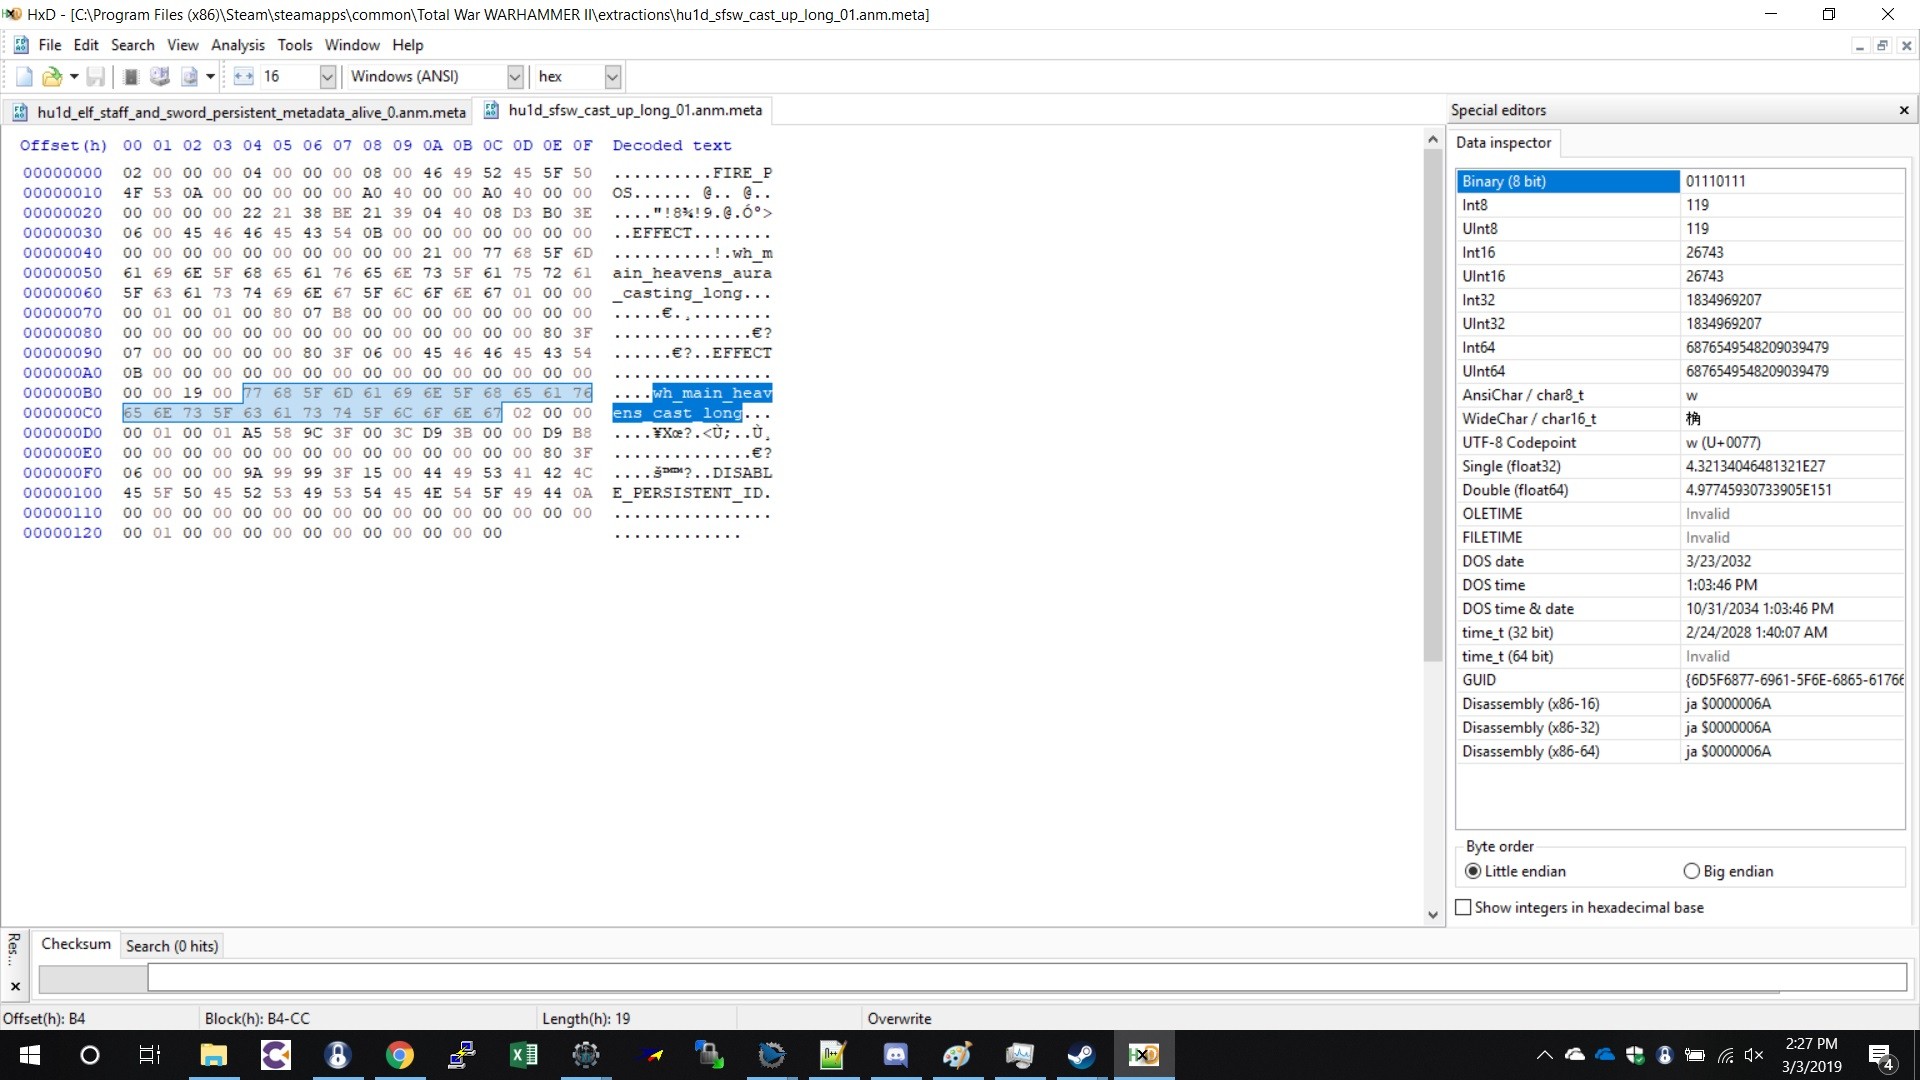 HxD - [C:\Program Files (x86)\Steam\steamapps\common\Total War WARHAMMER II\extractions\hu1d_sfsw_cast_up_long_01.anm.meta]
File Edit Search View Analysis Tools Window Help
16 Windows (ANSI) hex
hu1d_elf_staff_and_sword_persistent_metadata_alive_0.anm.meta hu1d_sfsw_cast_up_long_01.anm.meta
Offset(h) 00 01 02 03 04 05 06 07 08 09 0A 0B 0C 0D 0E 0F Decoded text
00000000 02 00 00 00 04 00 00 00 08 00 46 49 52 45 5F 50 ..........FIRE_P
00000010 4F 53 0A 00 00 00 00 00 A0 40 00 00 A0 40 00 00 OS...... @.. @..
00000020 00 00 00 00 22 21 38 BE 21 39 04 40 08 D3 B0 3E ...."!8¾!9.@.Ó°>
00000030 06 00 45 46 46 45 43 54 0B 00 00 00 00 00 00 00 ..EFFECT........
00000040 00 00 00 00 00 00 00 00 00 00 21 00 77 68 5F 6D ..........!.wh_m
00000050 61 69 6E 5F 68 65 61 76 65 6E 73 5F 61 75 72 61 ain_heavens_aura
00000060 5F 63 61 73 74 69 6E 67 5F 6C 6F 6E 67 01 00 00 _casting_long...
00000070 00 01 00 01 00 80 07 B8 00 00 00 00 00 00 00 00 .....€.¸........
00000080 00 00 00 00 00 00 00 00 00 00 00 00 00 00 80 3F ..............€?
00000090 07 00 00 00 00 00 80 3F 06 00 45 46 46 45 43 54 ......€?..EFFECT
000000A0 0B 00 00 00 00 00 00 00 00 00 00 00 00 00 00 00 ................
000000B0 00 00 19 00 77 68 5F 6D 61 69 6E 5F 68 65 61 76 ....wh_main_heav
000000C0 65 6E 73 5F 63 61 73 74 5F 6C 6F 6E 67 02 00 00 ens_cast_long...
000000D0 00 01 00 01 A5 58 9C 3F 00 3C D9 3B 00 00 D9 B8 ....¥Xœ?.<Ù;..Ù¸
000000E0 00 00 00 00 00 00 00 00 00 00 00 00 00 00 80 3F ..............€?
000000F0 06 00 00 00 9A 99 99 3F 15 00 44 49 53 41 42 4C ....š™™?..DISABL
00000100 45 5F 50 45 52 53 49 53 54 45 4E 54 5F 49 44 0A E_PERSISTENT_ID.
00000110 00 00 00 00 00 00 00 00 00 00 00 00 00 00 00 00 ................
00000120 00 01 00 00 00 00 00 00 00 00 00 00 00 .............
Special editors
Data inspector
Binary (8 bit) 01110111
Int8 119
UInt8 119
Int16 26743
UInt16 26743
Int32 1834969207
UInt32 1834969207
Int64 6876549548209039479
UInt64 6876549548209039479
AnsiChar / char8_t w
WideChar / char16_t 桷
UTF-8 Codepoint w (U+0077)
Single (float32) 4.32134046481321E27
Double (float64) 4.97745930733905E151
OLETIME Invalid
FILETIME Invalid
DOS date 3/23/2032
DOS time 1:03:46 PM
DOS time & date 10/31/2034 1:03:46 PM
time_t (32 bit) 2/24/2028 1:40:07 AM
time_t (64 bit) Invalid
GUID {6D5F6877-6961-5F6E-6865-61766
Disassembly (x86-16) ja $0000006A
Disassembly (x86-32) ja $0000006A
Disassembly (x86-64) ja $0000006A
Byte order
Little endian Big endian
Show integers in hexadecimal base
Res...
Checksum Search (0 hits)
Offset(h): B4 Block(h): B4-CC Length(h): 19 Overwrite
2:27 PM
3/3/2019
4